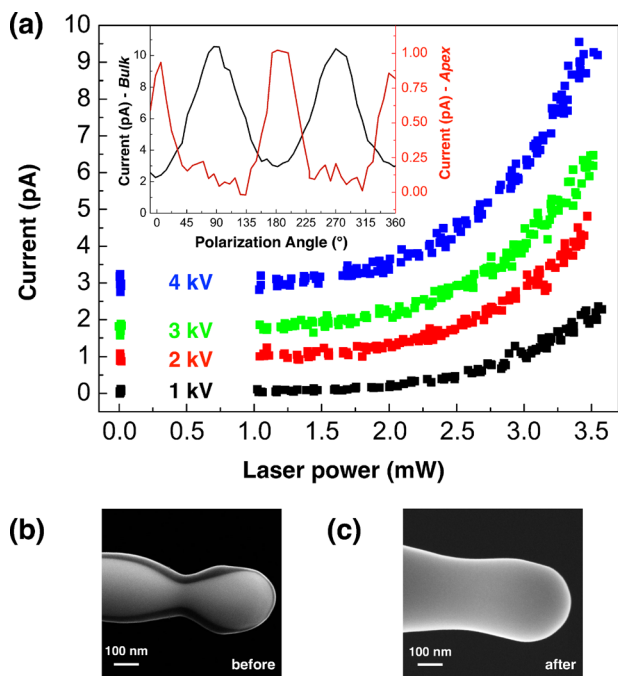 (a)
Current (pA)
10
9
8
7
6
5
4
3
2
1
0
4 kV
3 kV
2 kV
1 kV
0.0 0.5 1.0 1.5 2.0 2.5 3.0 3.5
Laser power (mW)
Current (pA) - Bulk
10
8
6
4
2
0
Current (pA) - Apex
1.00
0.75
0.50
0.25
0.00
0 45 90 135 180 225 270 315 360
Polarization Angle (°)
(b)
100 nm
before
(c)
100 nm
after